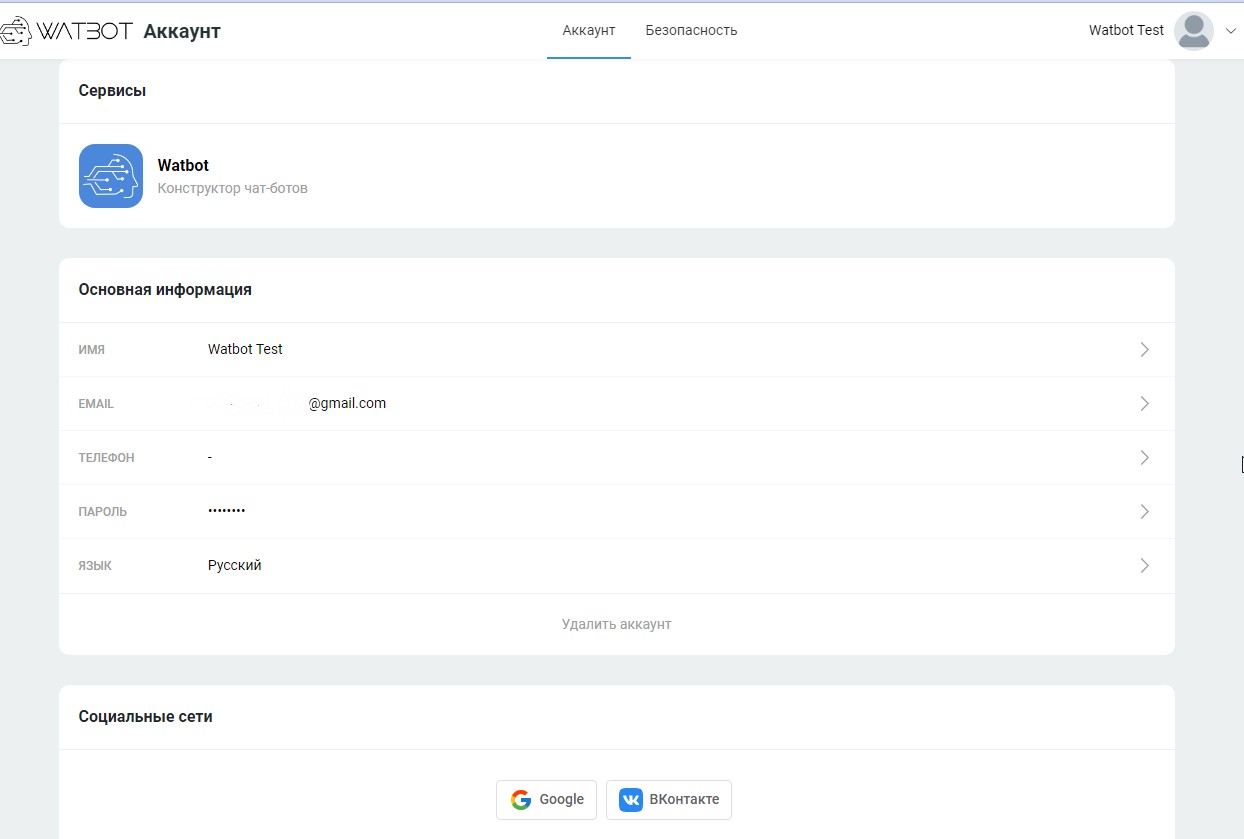 WATBOT Аккаунт
Аккаунт Безопасность
Watbot Test
Сервисы
Watbot
Конструктор чат-ботов
Основная информация
ИМЯ Watbot Test
EMAIL @gmail.com
ТЕЛЕФОН -
ПАРОЛЬ ••••••••
ЯЗЫК Русский
Удалить аккаунт
Социальные сети
Google ВКонтакте